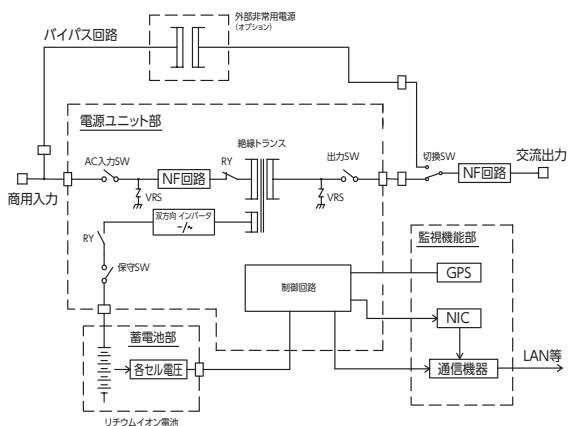 外部非常用電源
(オプション)
バイパス回路
電源ユニット部
絶縁トランス
AC入力SW
NF回路
RY
出力SW
切換SW
交流出力
NF回路
商用入力
VRS
VRS
双方向 インバータ
-/~
RY
保守SW
監視機能部
制御回路
GPS
NIC
蓄電池部
各セル電圧
通信機器
LAN等
リチウムイオン電池